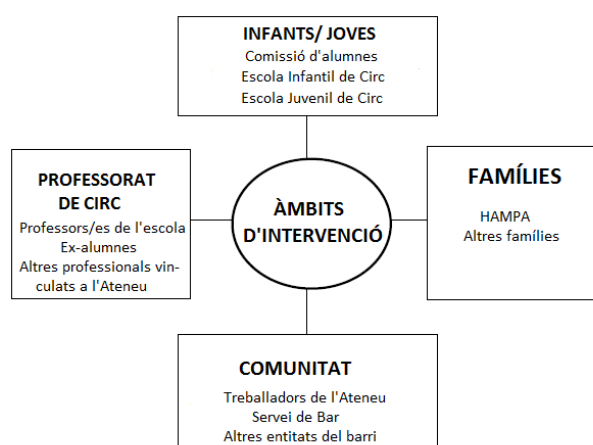 INFANTS/ JOVES
Comissió d'alumnes
Escola Infantil de Circ
Escola Juvenil de Circ
PROFESSORAT
DE CIRC
Professors/es de l'escola
Ex-alumnes
Altres professionals vin-
culats a l'Ateneu
ÀMBITS
D'INTERVENCIÓ
FAMÍLIES
HAMPA
Altres famílies
COMUNITAT
Treballadors de l'Ateneu
Servei de Bar
Altres entitats del barri